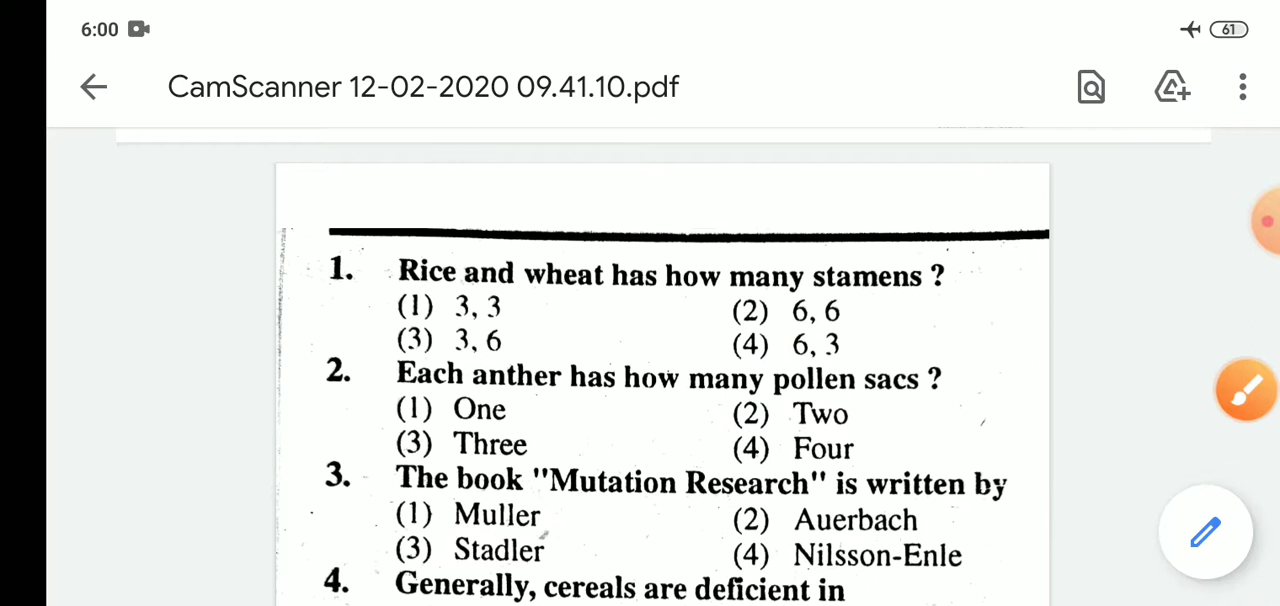 6:00
61
CamScanner 12-02-2020 09.41.10.pdf
1. Rice and wheat has how many stamens ?
(1) 3, 3 (2) 6, 6
(3) 3, 6 (4) 6, 3
2. Each anther has how many pollen sacs ?
(1) One (2) Two
(3) Three (4) Four
3. The book "Mutation Research" is written by
(1) Muller (2) Auerbach
(3) Stadler (4) Nilsson-Enle
4. Generally, cereals are deficient in